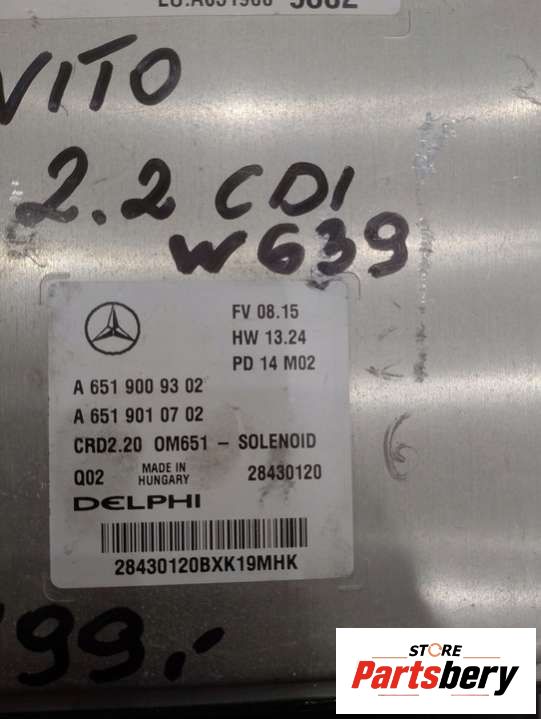 VITO
2.2 CDI
W639
FV 08.15
HW 13.24
PD 14 M02
A 651 900 93 02
A 651 901 07 02
CRD2.20 OM651 - SOLENOID
Q02 MADE IN HUNGARY 28430120
DELPHI
28430120BXK19MHK
99,-
STORE
Partsbery